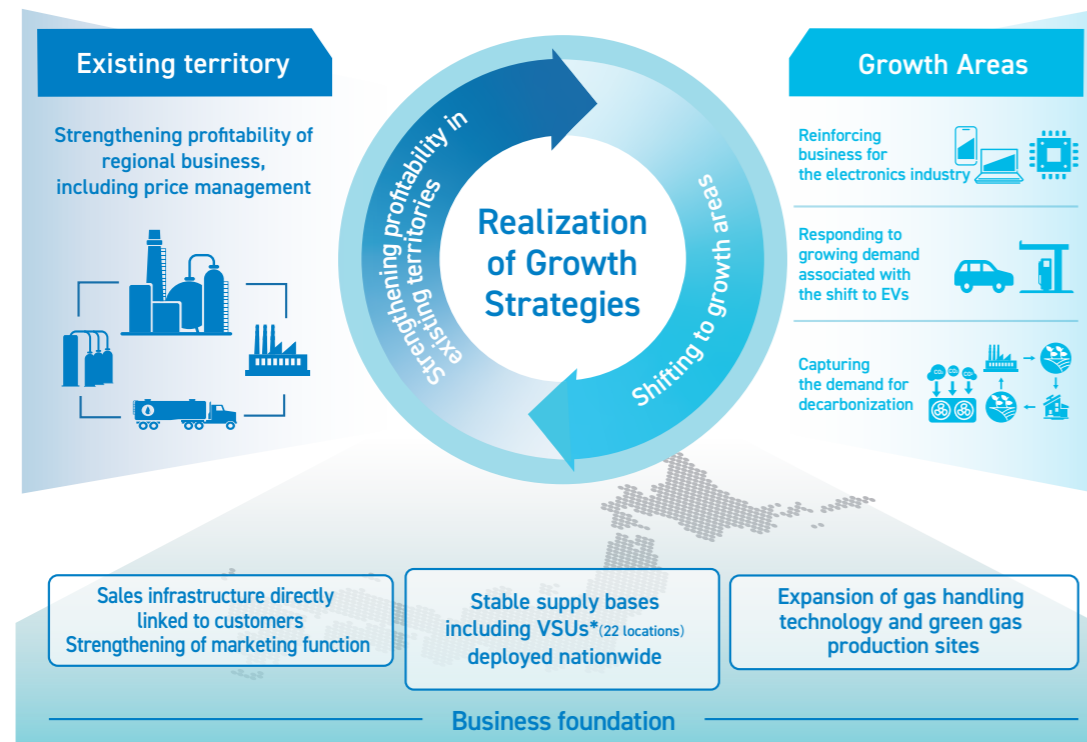 Existing territory
Strengthening profitability of
regional business,
including price management
Strengthening profitability in
existing territories
Realization
of Growth
Strategies
Shifting to growth areas
Growth Areas
Reinforcing
business for
the electronics industry
Responding to
growing demand
associated with
the shift to EVs
Capturing
the demand for
decarbonization
CO₂ CO₂ CO₂
Sales infrastructure directly
linked to customers
Strengthening of marketing function
Stable supply bases
including VSUs*(22 locations)
deployed nationwide
Expansion of gas handling
technology and green gas
production sites
Business foundation